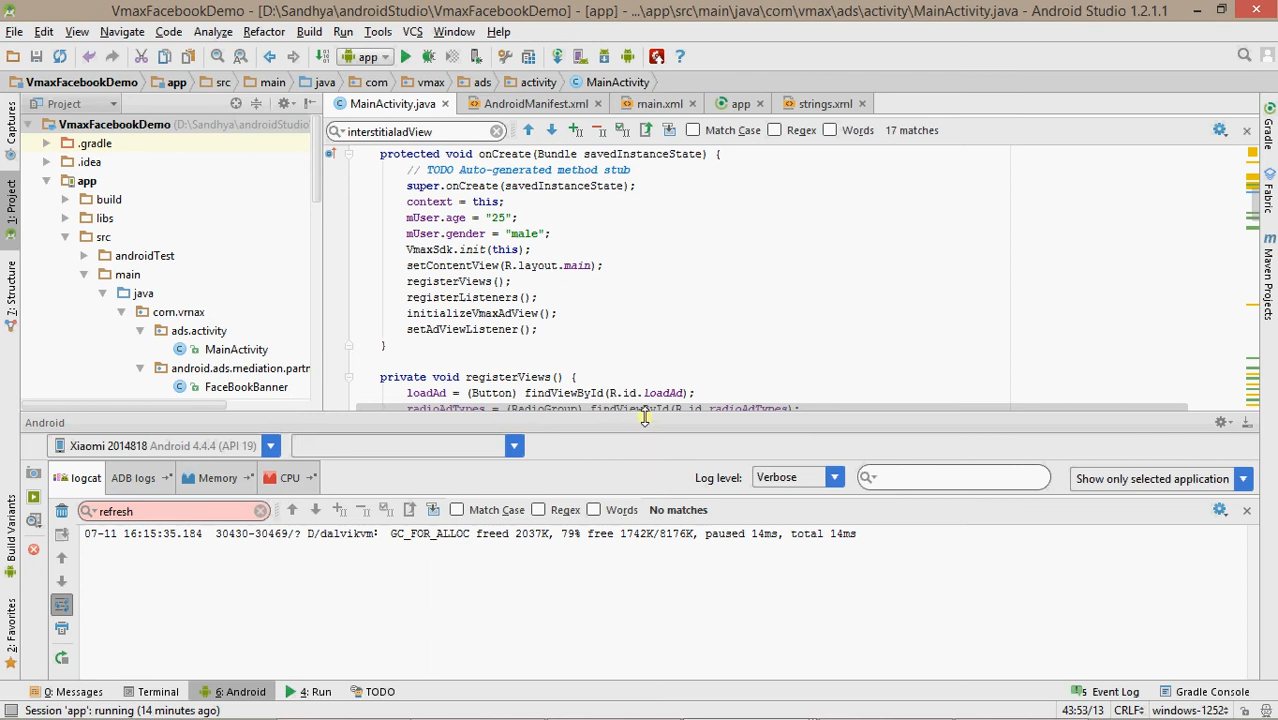 VmaxFacebookDemo - [D:\Sandhya\androidStudio\VmaxFacebookDemo] - [app] - ...\app\src\main\java\com\vmax\ads\activity\MainActivity.java - Android Studio 1.2.1.1
File Edit View Navigate Code Analyze Refactor Build Run Tools VCS Window Help
app
VmaxFacebookDemo app src main java com vmax ads activity MainActivity
Project MainActivity.java AndroidManifest.xml main.xml app strings.xml
Captures
1: Project
7: Structure
Build Variants
2: Favorites
VmaxFacebookDemo (D:\Sandhya\androidStudio
.gradle
.idea
app
build
libs
src
androidTest
main
java
com.vmax
ads.activity
MainActivity
android.ads.mediation.partn
FaceBookBanner
interstitialadView Match Case Regex Words 17 matches
protected void onCreate(Bundle savedInstanceState) {
// TODO Auto-generated method stub
super.onCreate(savedInstanceState);
context = this;
mUser.age = "25";
mUser.gender = "male";
VmaxSdk.init(this);
setContentView(R.layout.main);
registerViews();
registerListeners();
initializeVmaxAdView();
setAdViewListener();
}
private void registerViews() {
loadAd = (Button) findViewById(R.id.loadAd);
radioAdTypes = (RadioGroup) findViewById(R.id.radioAdTypes);
Gradle
Fabric
Maven Projects
Android
Xiaomi 2014818 Android 4.4.4 (API 19)
logcat ADB logs Memory CPU Log level: Verbose Show only selected application
refresh Match Case Regex Words No matches
07-11 16:15:35.184 30430-30469/? D/dalvikvm: GC_FOR_ALLOC freed 2037K, 79% free 1742K/8176K, paused 14ms, total 14ms
0: Messages Terminal 6: Android 4: Run TODO 5 Event Log Gradle Console
Session 'app': running (14 minutes ago) 43:53/13 CRLF windows-1252